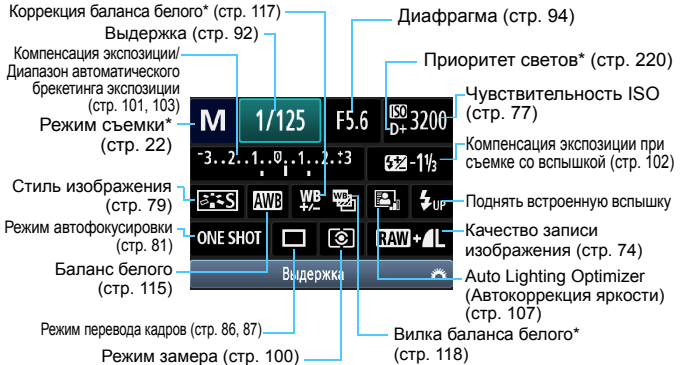 Коррекция баланса белого* (стр. 117)
Выдержка (стр. 92)
Компенсация экспозиции/
Диапазон автоматического
брекетинга экспозиции
(стр. 101, 103)
Режим съемки*
(стр. 22)
Стиль изображения
(стр. 79)
Режим автофокусировки
(стр. 81)
Баланс белого
(стр. 115)
Режим перевода кадров (стр. 86, 87)
Режим замера (стр. 100)
Диафрагма (стр. 94)
Приоритет светов* (стр. 220)
Чувствительность ISO
(стр. 77)
Компенсация экспозиции при
съемке со вспышкой (стр. 102)
Поднять встроенную вспышку
Качество записи
изображения (стр. 74)
Auto Lighting Optimizer
(Автокоррекция яркости)
(стр. 107)
Вилка баланса белого*
(стр. 118)
M 1/125 F5.6 ISO D+ 3200
-3..2..1..0..1..2.+3 -1⅓
S AWB WB +/- WB UP
ONE SHOT RAW+L
Выдержка